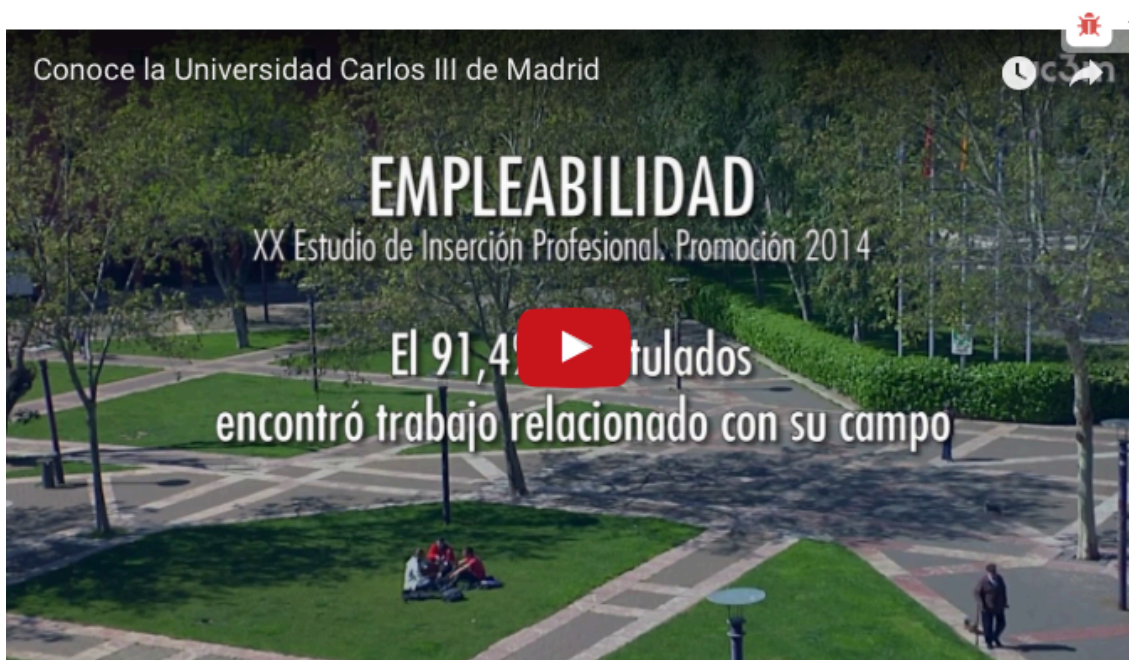 Conoce la Universidad Carlos III de Madrid
EMPLEABILIDAD
XX Estudio de Inserción Profesional. Promoción 2014
El 91,4
encontró trabajo relacionado con su campo